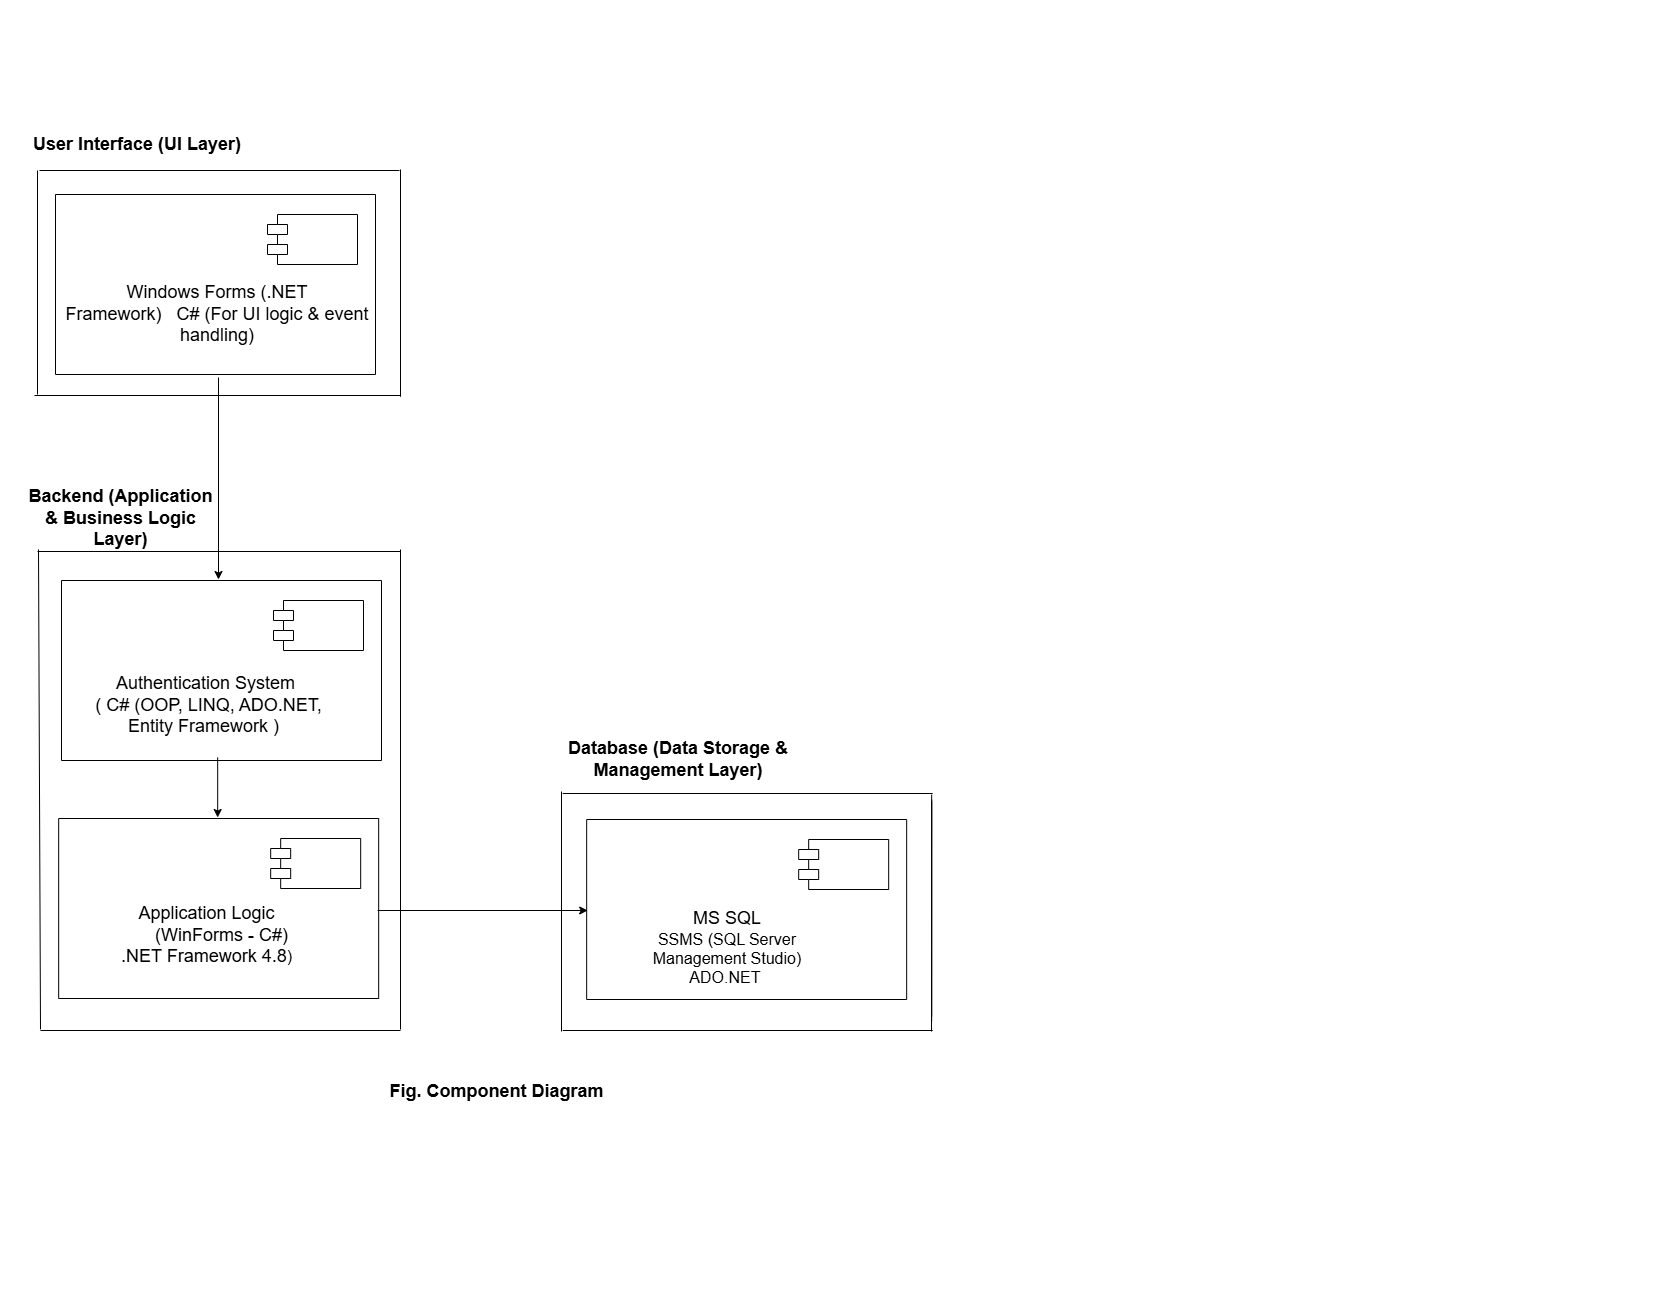 User Interface (UI Layer)
Windows Forms (.NET
Framework)   C# (For UI logic & event
handling)
Backend (Application
& Business Logic
Layer)
Authentication System
( C# (OOP, LINQ, ADO.NET,
Entity Framework )
Application Logic
(WinForms - C#)
.NET Framework 4.8)
Database (Data Storage &
Management Layer)
MS SQL
SSMS (SQL Server
Management Studio)
ADO.NET
Fig. Component Diagram